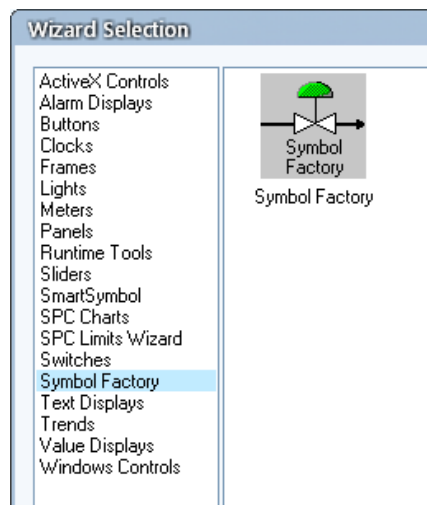 Wizard Selection
ActiveX Controls
Alarm Displays
Buttons
Clocks
Frames
Lights
Meters
Panels
Runtime Tools
Sliders
SmartSymbol
SPC Charts
SPC Limits Wizard
Switches
Symbol Factory
Text Displays
Trends
Value Displays
Windows Controls
Symbol
Factory
Symbol Factory